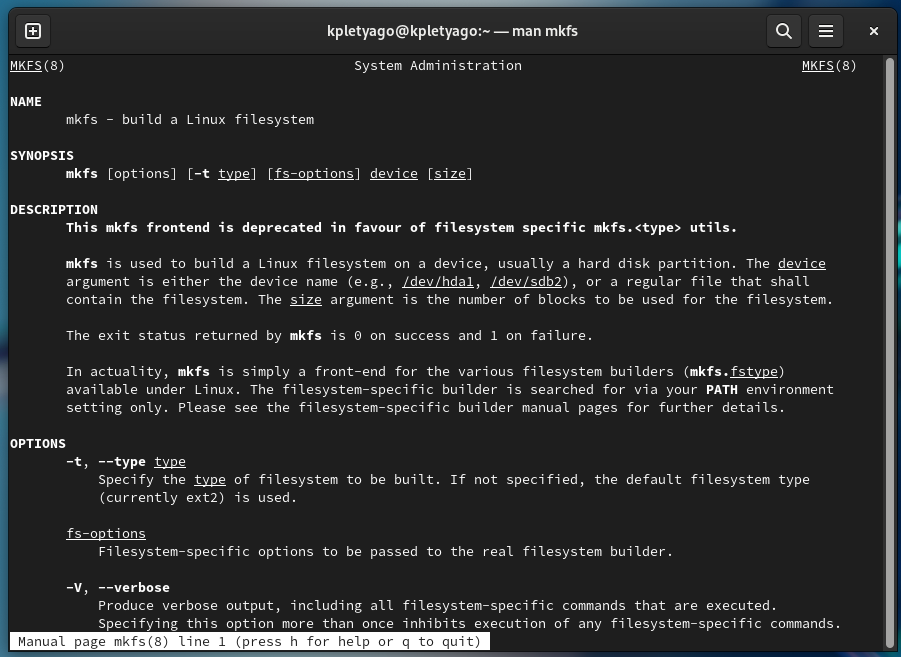 kpletyago@kpletyago:~ — man mkfs
MKFS(8) System Administration MKFS(8)
NAME
mkfs - build a Linux filesystem
SYNOPSIS
mkfs [options] [-t type] [fs-options] device [size]
DESCRIPTION
This mkfs frontend is deprecated in favour of filesystem specific mkfs.<type> utils.
mkfs is used to build a Linux filesystem on a device, usually a hard disk partition. The device
argument is either the device name (e.g., /dev/hda1, /dev/sdb2), or a regular file that shall
contain the filesystem. The size argument is the number of blocks to be used for the filesystem.
The exit status returned by mkfs is 0 on success and 1 on failure.
In actuality, mkfs is simply a front-end for the various filesystem builders (mkfs.fstype)
available under Linux. The filesystem-specific builder is searched for via your PATH environment
setting only. Please see the filesystem-specific builder manual pages for further details.
OPTIONS
-t, --type type
Specify the type of filesystem to be built. If not specified, the default filesystem type
(currently ext2) is used.
fs-options
Filesystem-specific options to be passed to the real filesystem builder.
-V, --verbose
Produce verbose output, including all filesystem-specific commands that are executed.
Specifying this option more than once inhibits execution of any filesystem-specific commands.
Manual page mkfs(8) line 1 (press h for help or q to quit)